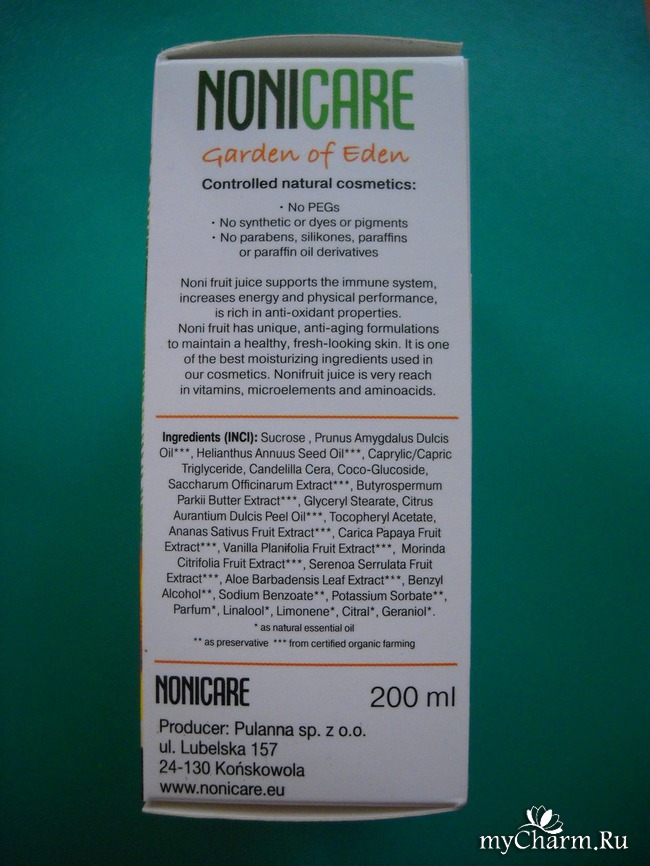 NONICARE
Garden of Eden
Controlled natural cosmetics:
• No PEGs
• No synthetic or dyes or pigments
• No parabens, silikones, paraffins
or paraffin oil derivatives
Noni fruit juice supports the immune system,
increases energy and physical performance,
is rich in anti-oxidant properties.
Noni fruit has unique, anti-aging formulations
to maintain a healthy, fresh-looking skin. It is one
of the best moisturizing ingredients used in
our cosmetics. Nonifruit juice is very reach
in vitamins, microelements and aminoacids.
Ingredients (INCI): Sucrose , Prunus Amygdalus Dulcis
Oil***, Helianthus Annuus Seed Oil***, Caprylic/Capric
Triglyceride, Candelilla Cera, Coco-Glucoside,
Saccharum Officinarum Extract***, Butyrospermum
Parkii Butter Extract***, Glyceryl Stearate, Citrus
Aurantium Dulcis Peel Oil***, Tocopheryl Acetate,
Ananas Sativus Fruit Extract***, Carica Papaya Fruit
Extract***, Vanilla Planifolia Fruit Extract***, Morinda
Citrifolia Fruit Extract***, Serenoa Serrulata Fruit
Extract***, Aloe Barbadensis Leaf Extract***, Benzyl
Alcohol**, Sodium Benzoate**, Potassium Sorbate**,
Parfum*, Linalool*, Limonene*, Citral*, Geraniol*.
* as natural essential oil
** as preservative *** from certified organic farming
NONICARE 200 ml
Producer: Pulanna sp. z o.o.
ul. Lubelska 157
24-130 Końskowola
www.nonicare.eu
myCharm.Ru